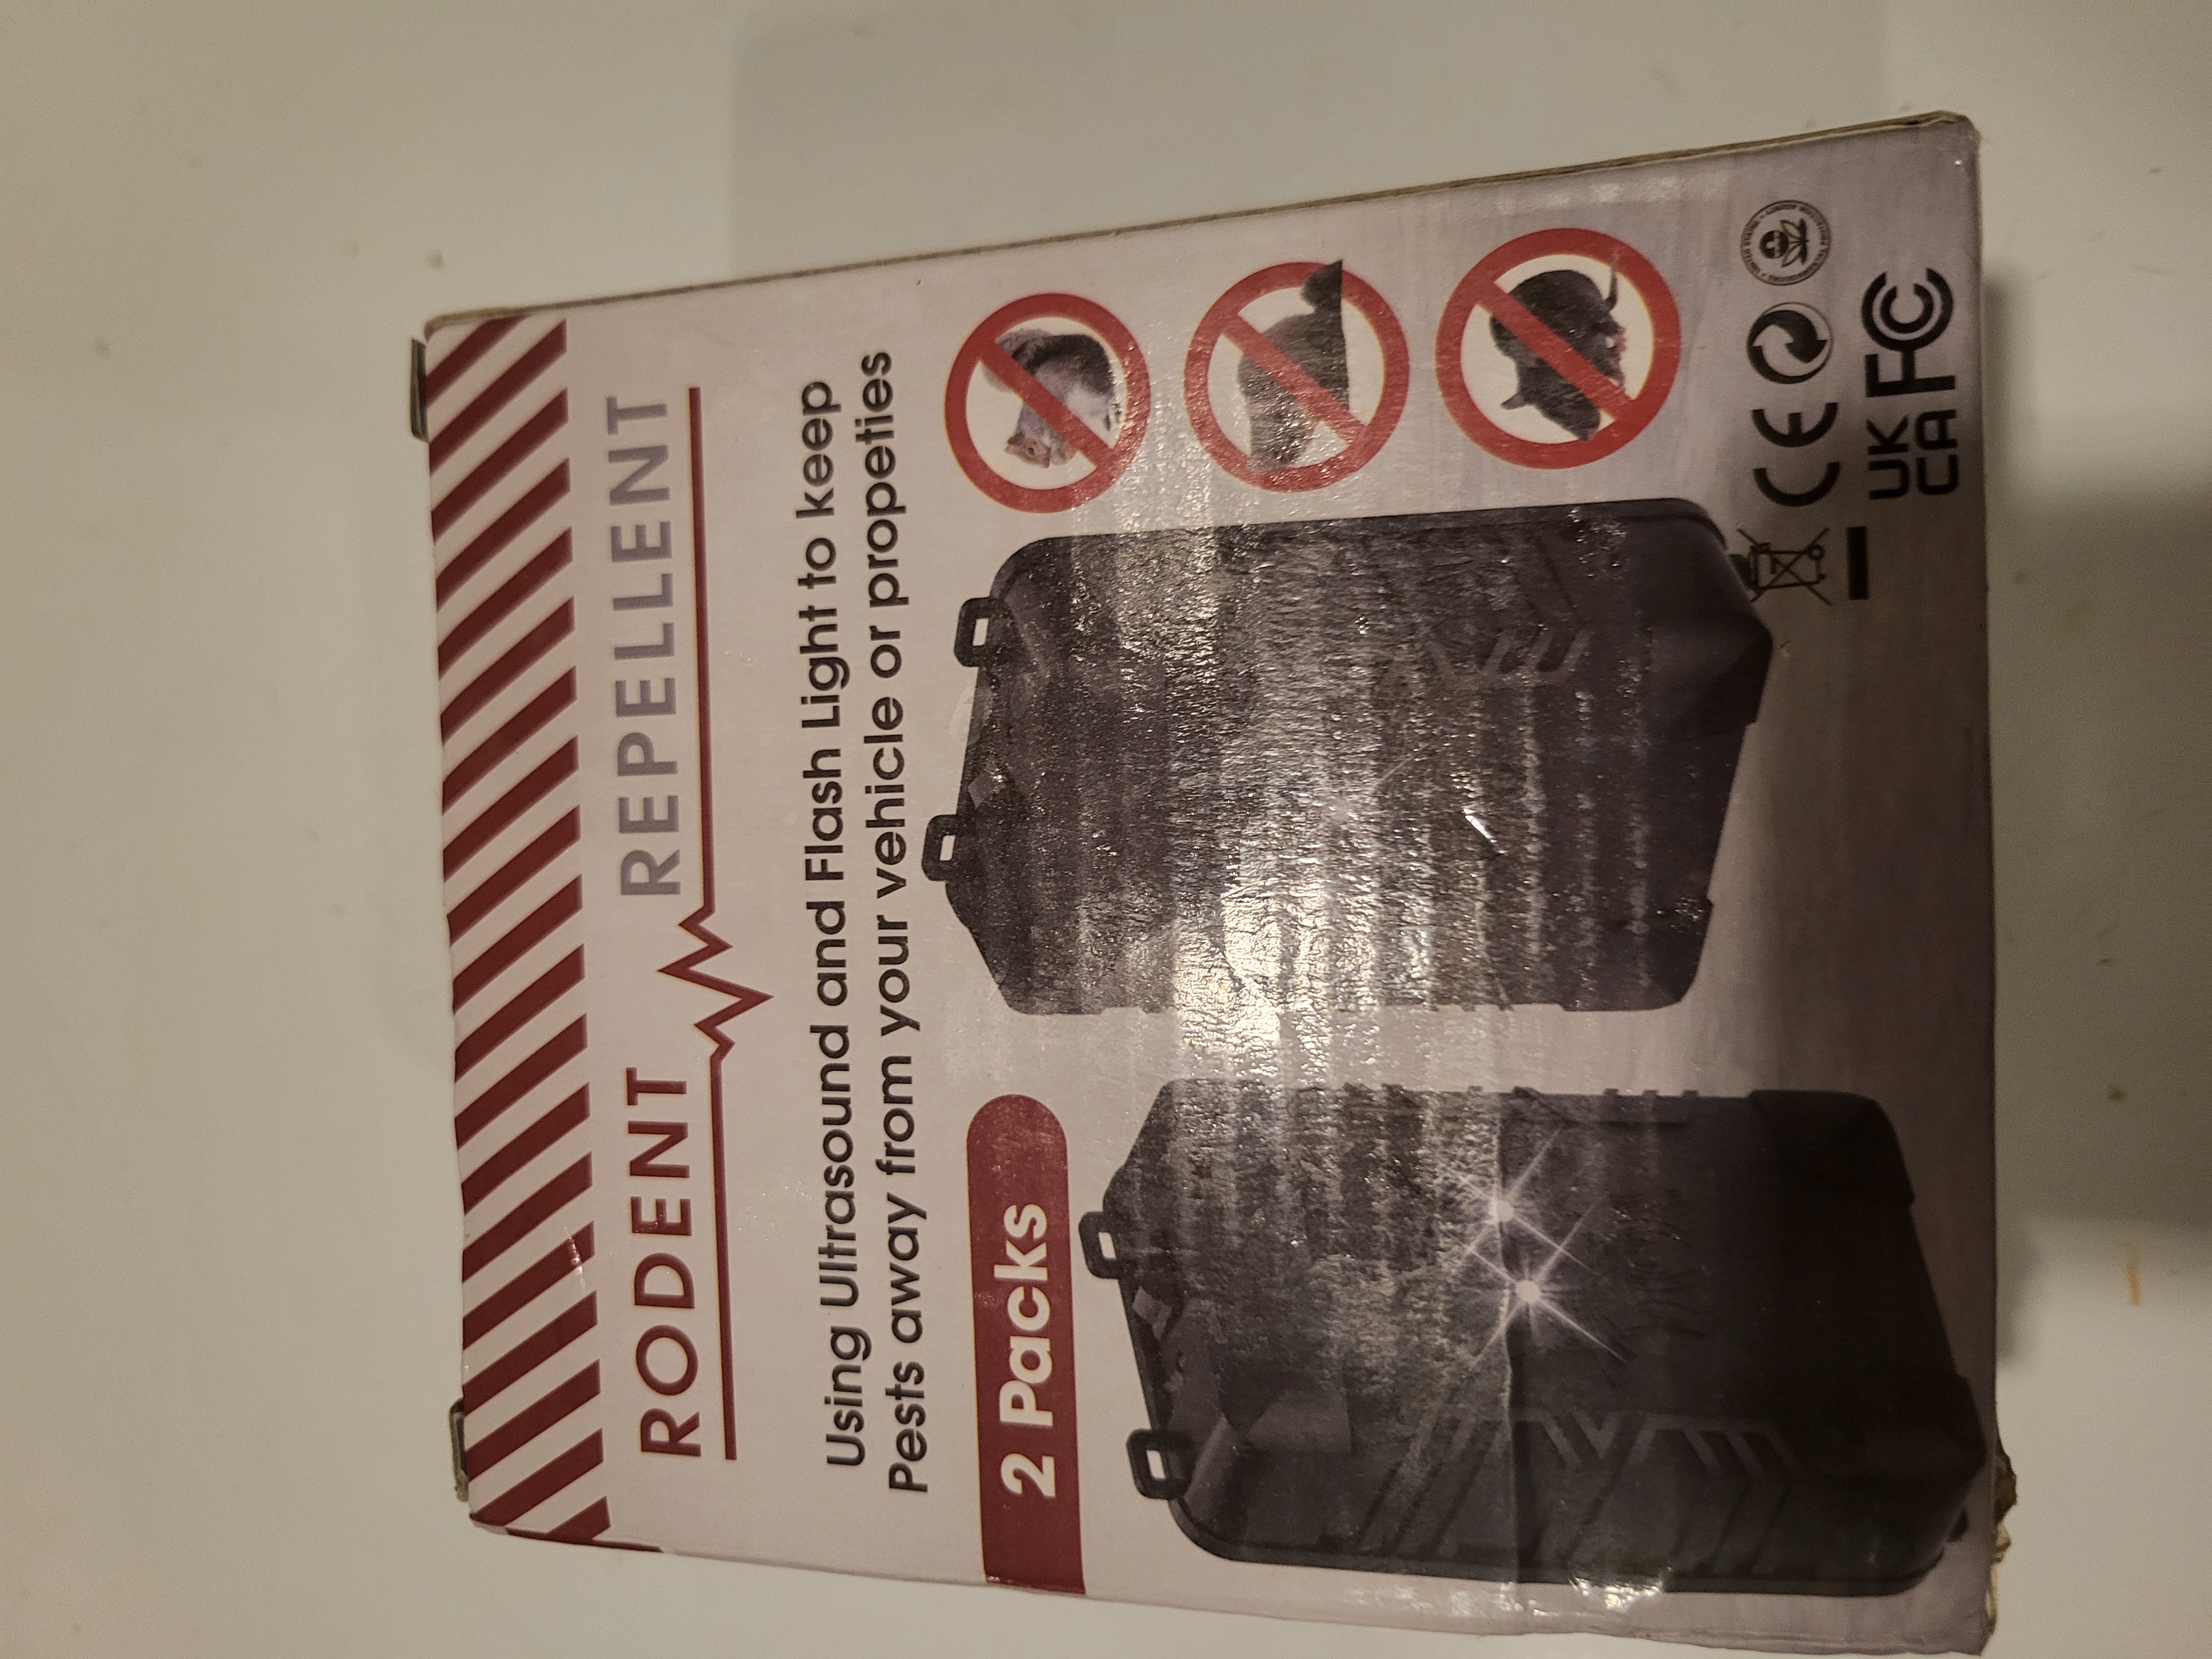 RODENT REPELLENT
Using Ultrasound and Flash Light to keep
Pests away from your vehicle or propeties
2 Packs
CE
UK
CA
FC